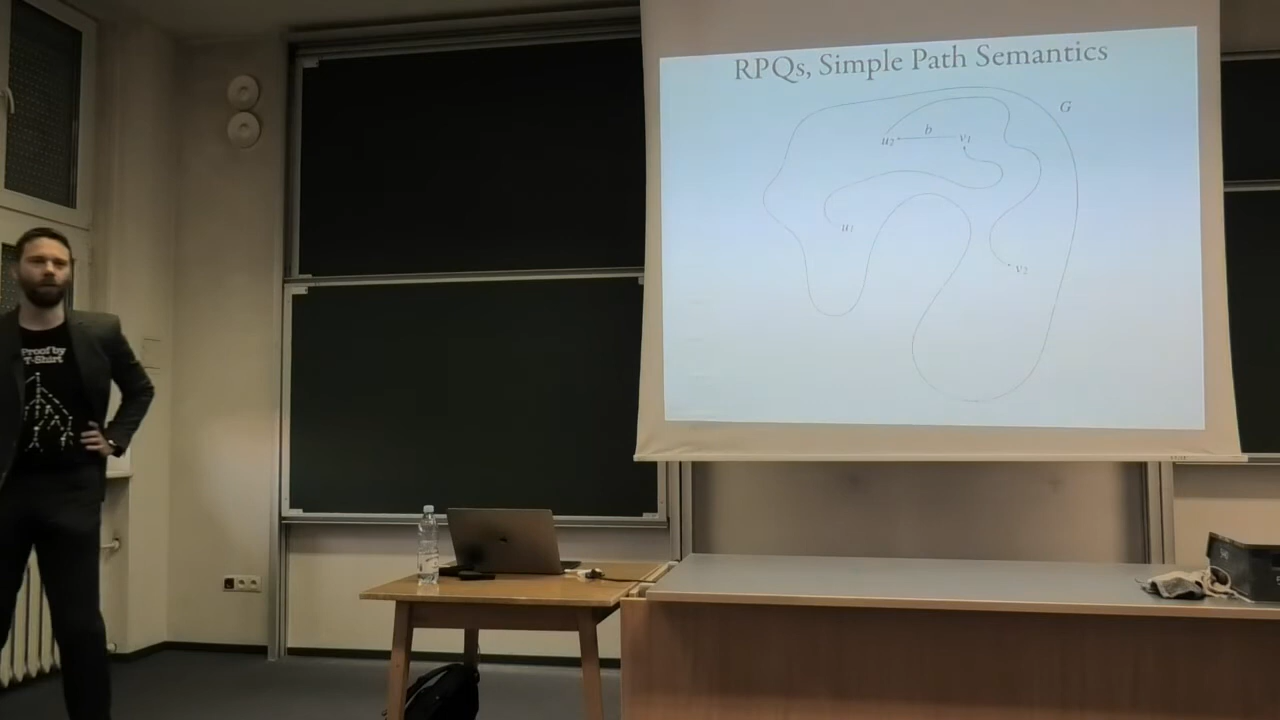 RPQs, Simple Path Semantics
G
b
u₂
v₁
u₁
v₂
Proof by
T-Shirt